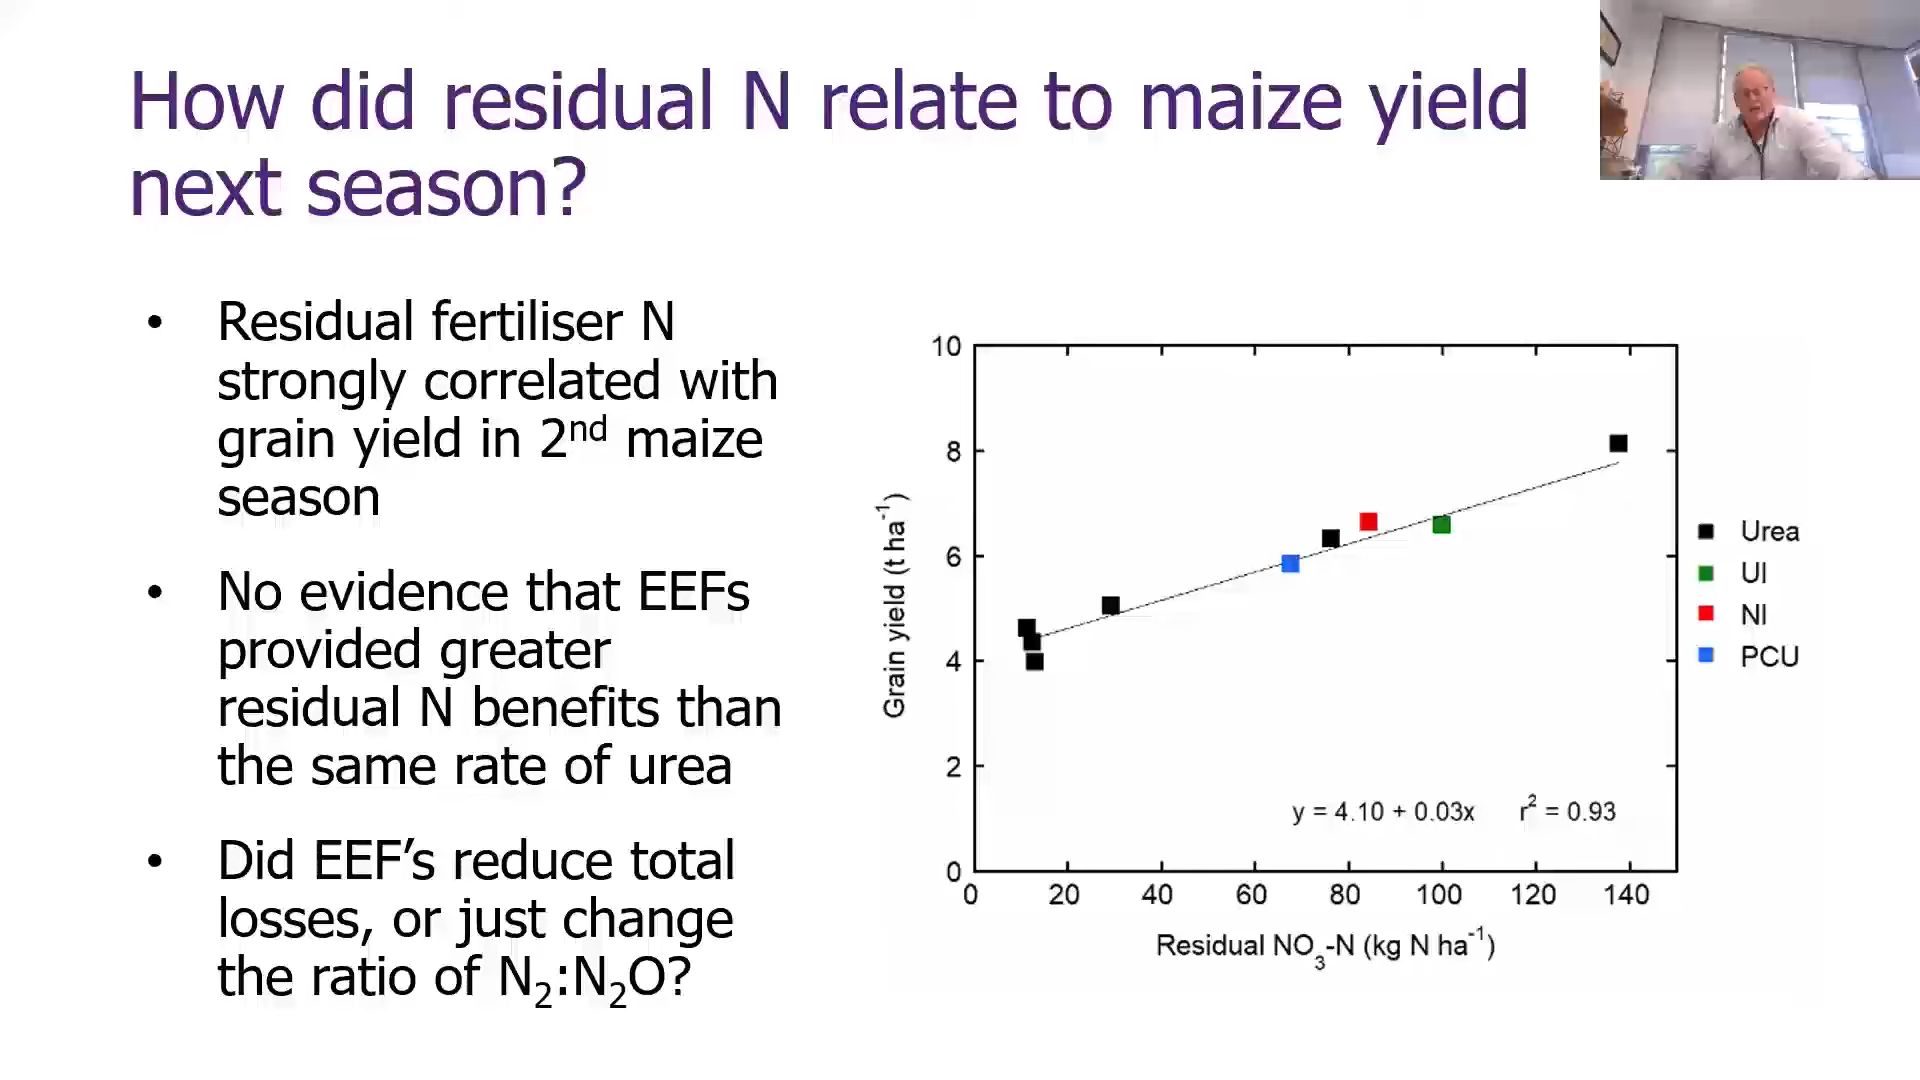 How did residual N relate to maize yield
next season?
• Residual fertiliser N
strongly correlated with
grain yield in 2nd maize
season
• No evidence that EEFs
provided greater
residual N benefits than
the same rate of urea
• Did EEF's reduce total
losses, or just change
the ratio of N₂:N₂O?
10
8
6
4
2
0
Grain yield (t ha⁻¹)
y = 4.10 + 0.03x r² = 0.93
0 20 40 60 80 100 120 140
Residual NO₃-N (kg N ha⁻¹)
Urea
UI
NI
PCU